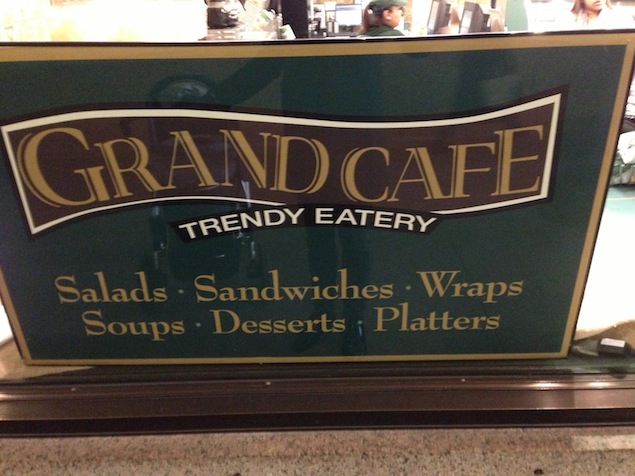 GRAND CAFE
TRENDY EATERY
Salads · Sandwiches · Wraps
Soups · Desserts · Platters